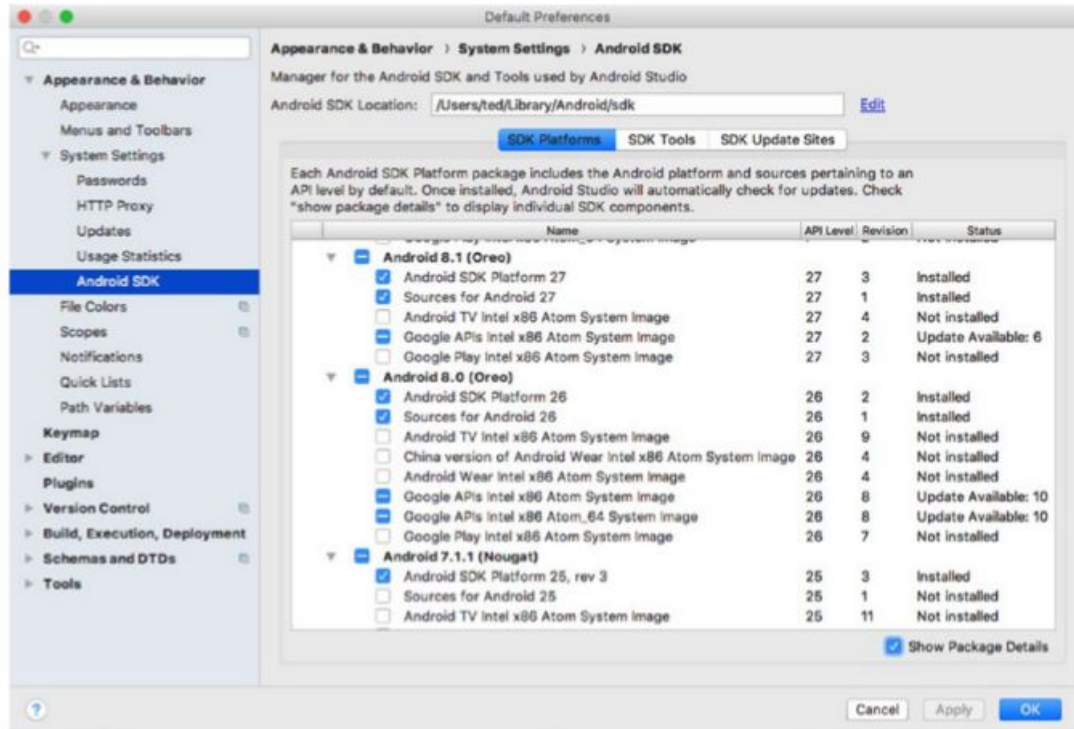 Default Preferences
Appearance & Behavior
Appearance
Menus and Toolbars
System Settings
Passwords
HTTP Proxy
Updates
Usage Statistics
Android SDK
File Colors
Scopes
Notifications
Quick Lists
Path Variables
Keymap
Editor
Plugins
Version Control
Build, Execution, Deployment
Schemas and DTDs
Tools
Appearance & Behavior › System Settings › Android SDK
Manager for the Android SDK and Tools used by Android Studio
Android SDK Location: /Users/ted/Library/Android/sdk Edit
SDK Platforms SDK Tools SDK Update Sites
Each Android SDK Platform package includes the Android platform and sources pertaining to an
API level by default. Once installed, Android Studio will automatically check for updates. Check
"show package details" to display individual SDK components.
Name API Level Revision Status
Android 8.1 (Oreo)
Android SDK Platform 27 27 3 Installed
Sources for Android 27 27 1 Installed
Android TV Intel x86 Atom System Image 27 4 Not installed
Google APIs Intel x86 Atom System Image 27 2 Update Available: 6
Google Play Intel x86 Atom System Image 27 3 Not installed
Android 8.0 (Oreo)
Android SDK Platform 26 26 2 Installed
Sources for Android 26 26 1 Installed
Android TV Intel x86 Atom System Image 26 9 Not installed
China version of Android Wear Intel x86 Atom System Image 26 4 Not installed
Android Wear Intel x86 Atom System Image 26 4 Not installed
Google APIs Intel x86 Atom System Image 26 8 Update Available: 10
Google APIs Intel x86 Atom_64 System Image 26 8 Update Available: 10
Google Play Intel x86 Atom System Image 26 7 Not installed
Android 7.1.1 (Nougat)
Android SDK Platform 25, rev 3 25 3 Installed
Sources for Android 25 25 1 Not installed
Android TV Intel x86 Atom System Image 25 11 Not installed
Show Package Details
? Cancel Apply OK